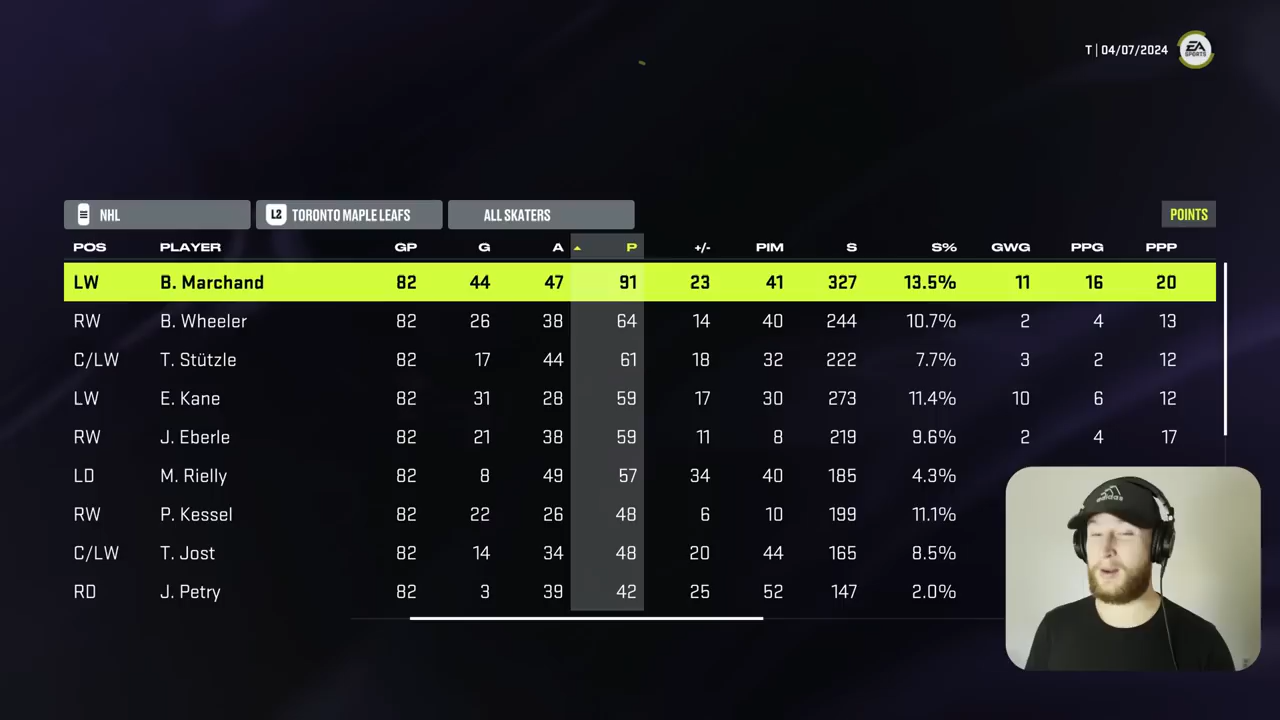 T | 04/07/2024 EA SPORTS
NHL L2 TORONTO MAPLE LEAFS ALL SKATERS POINTS
POS PLAYER GP G A P +/- PIM S S% GWG PPG PPP
LW B. Marchand 82 44 47 91 23 41 327 13.5% 11 16 20
RW B. Wheeler 82 26 38 64 14 40 244 10.7% 2 4 13
C/LW T. Stützle 82 17 44 61 18 32 222 7.7% 3 2 12
LW E. Kane 82 31 28 59 17 30 273 11.4% 10 6 12
RW J. Eberle 82 21 38 59 11 8 219 9.6% 2 4 17
LD M. Rielly 82 8 49 57 34 40 185 4.3%
RW P. Kessel 82 22 26 48 6 10 199 11.1%
C/LW T. Jost 82 14 34 48 20 44 165 8.5%
RD J. Petry 82 3 39 42 25 52 147 2.0%
adidas